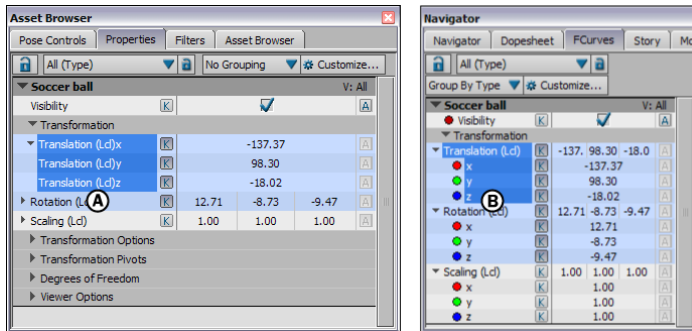 Asset Browser
Pose Controls Properties Filters Asset Browser
All (Type) No Grouping Customize...
Soccer ball V: All
Visibility K A
Transformation
Translation (Lcl)x K -137.37 A
Translation (Lcl)y K 98.30 A
Translation (Lcl)z K -18.02 A
Rotation (Lcl) K 12.71 -8.73 -9.47 A
A
Scaling (Lcl) K 1.00 1.00 1.00 A
Transformation Options
Transformation Pivots
Degrees of Freedom
Viewer Options
Navigator
Navigator Dopesheet FCurves Story
All (Type)
Group By Type Customize...
Soccer ball V: All
Visibility K A
Transformation
Translation (Lcl) K -137. 98.30 -18.0 A
x K -137.37 A
y K 98.30 A
z K -18.02 A
B
Rotation K 12.71 -8.73 -9.47 A
x K 12.71 A
y K -8.73 A
z K -9.47 A
Scaling (Lcl) K 1.00 1.00 1.00 A
x K 1.00 A
y K 1.00 A
z K 1.00 A